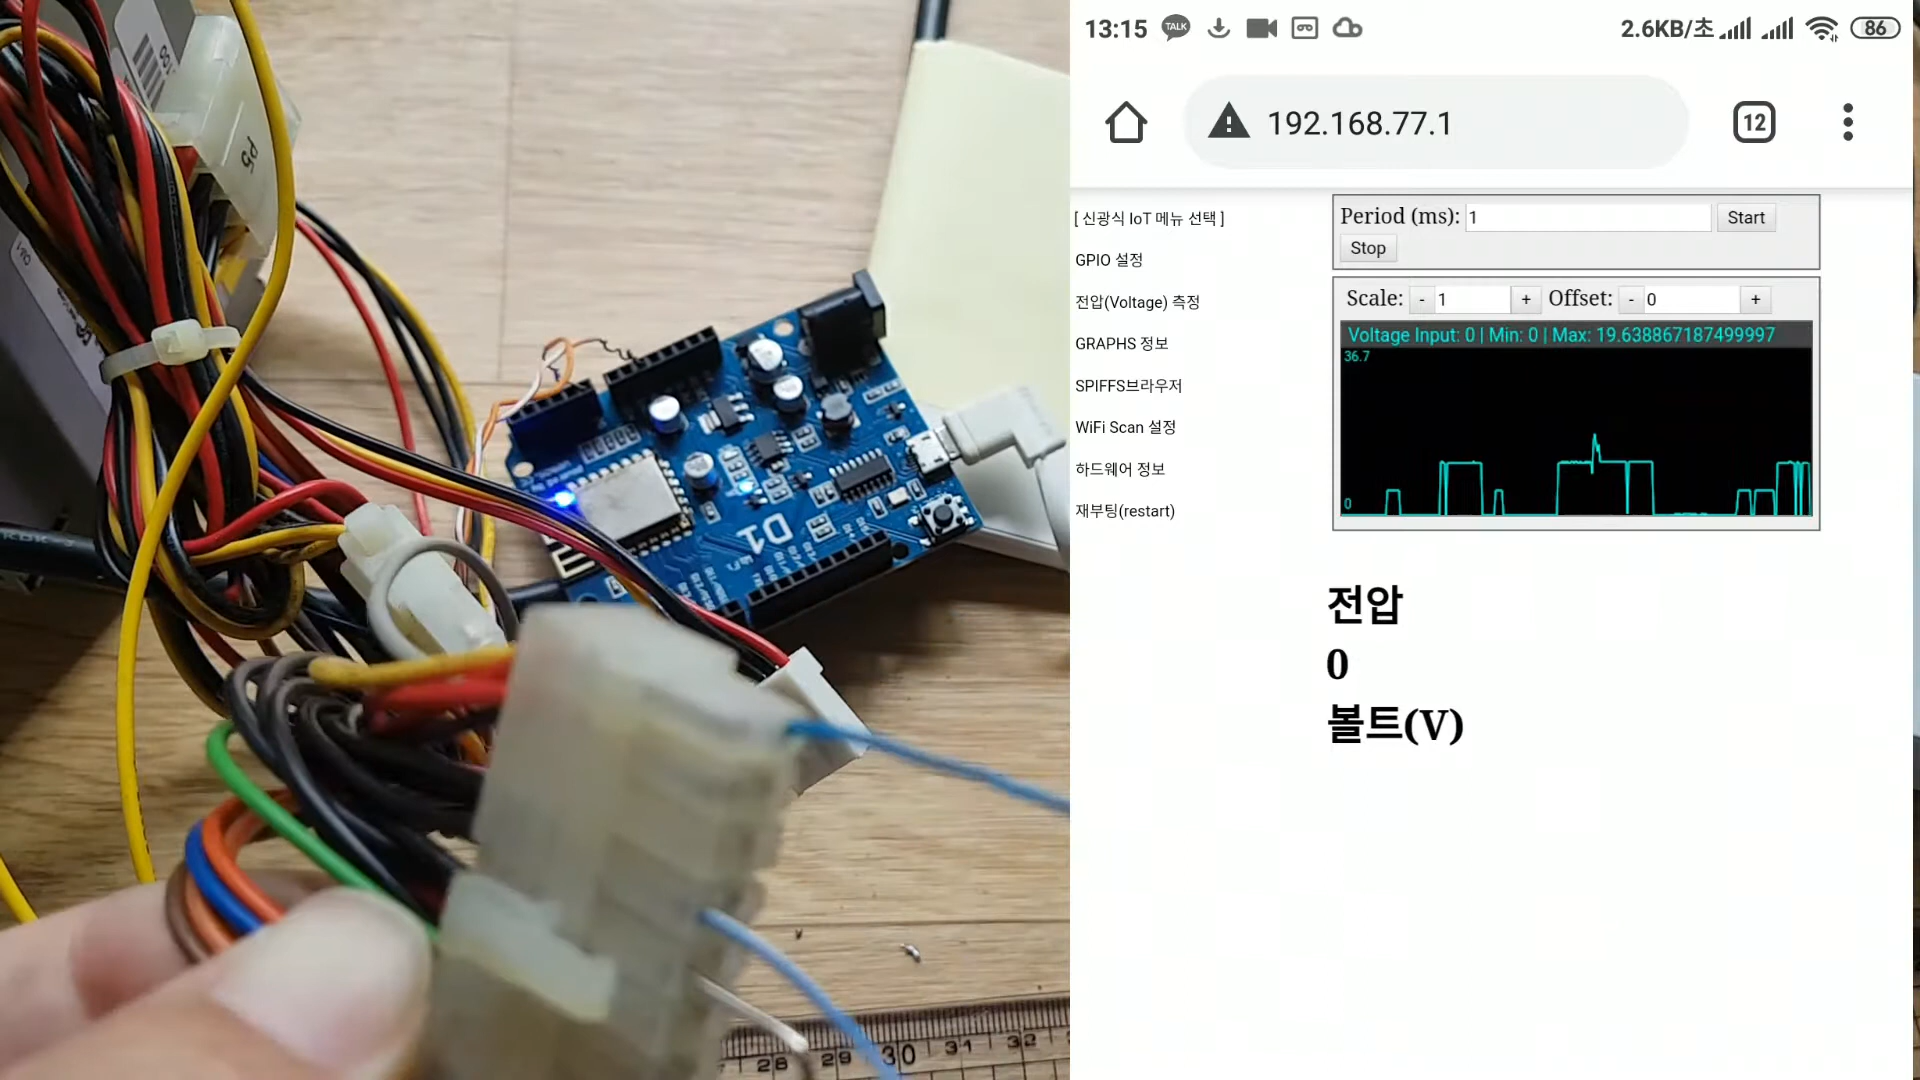 13:15 TALK 2.6KB/초 86
192.168.77.1 12
[ 신광식 IoT 메뉴 선택 ]
GPIO 설정
전압(Voltage) 측정
GRAPHS 정보
SPIFFS브라우저
WiFi Scan 설정
하드웨어 정보
재부팅(restart)
Period (ms): 1 Start
Stop
Scale: - 1 + Offset: - 0 +
Voltage Input: 0 | Min: 0 | Max: 19.638867187499997
36.7
0
전압
0
볼트(V)
P5
D1
28 29 30 31 32